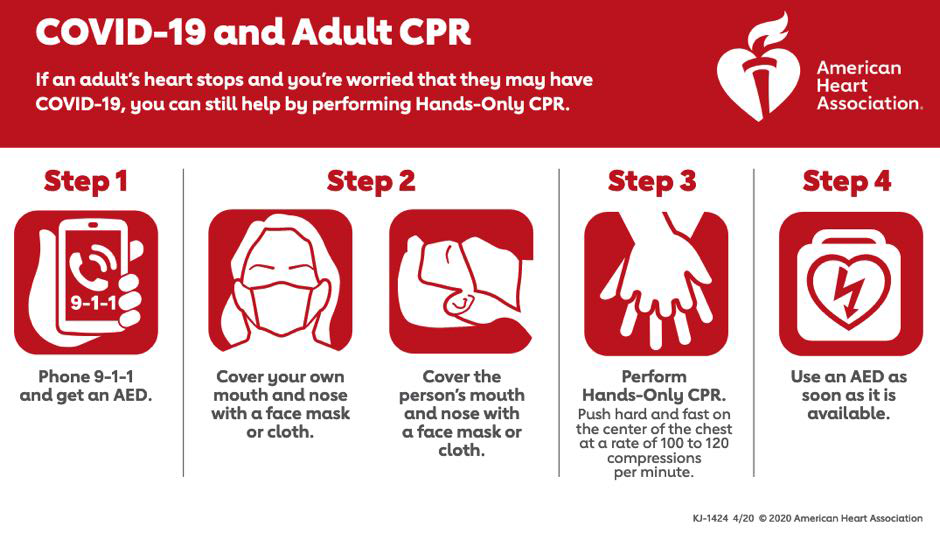 COVID-19 and Adult CPR
If an adult's heart stops and you're worried that they may have
COVID-19, you can still help by performing Hands-Only CPR.
American
Heart
Association®
Step 1
9-1-1
Phone 9-1-1
and get an AED.
Step 2
Cover your own
mouth and nose
with a face mask
or cloth.
Cover the
person's mouth
and nose with
a face mask or
cloth.
Step 3
Perform
Hands-Only CPR.
Push hard and fast on
the center of the chest
at a rate of 100 to 120
compressions
per minute.
Step 4
Use an AED as
soon as it is
available.
KJ-1424 4/20 © 2020 American Heart Association